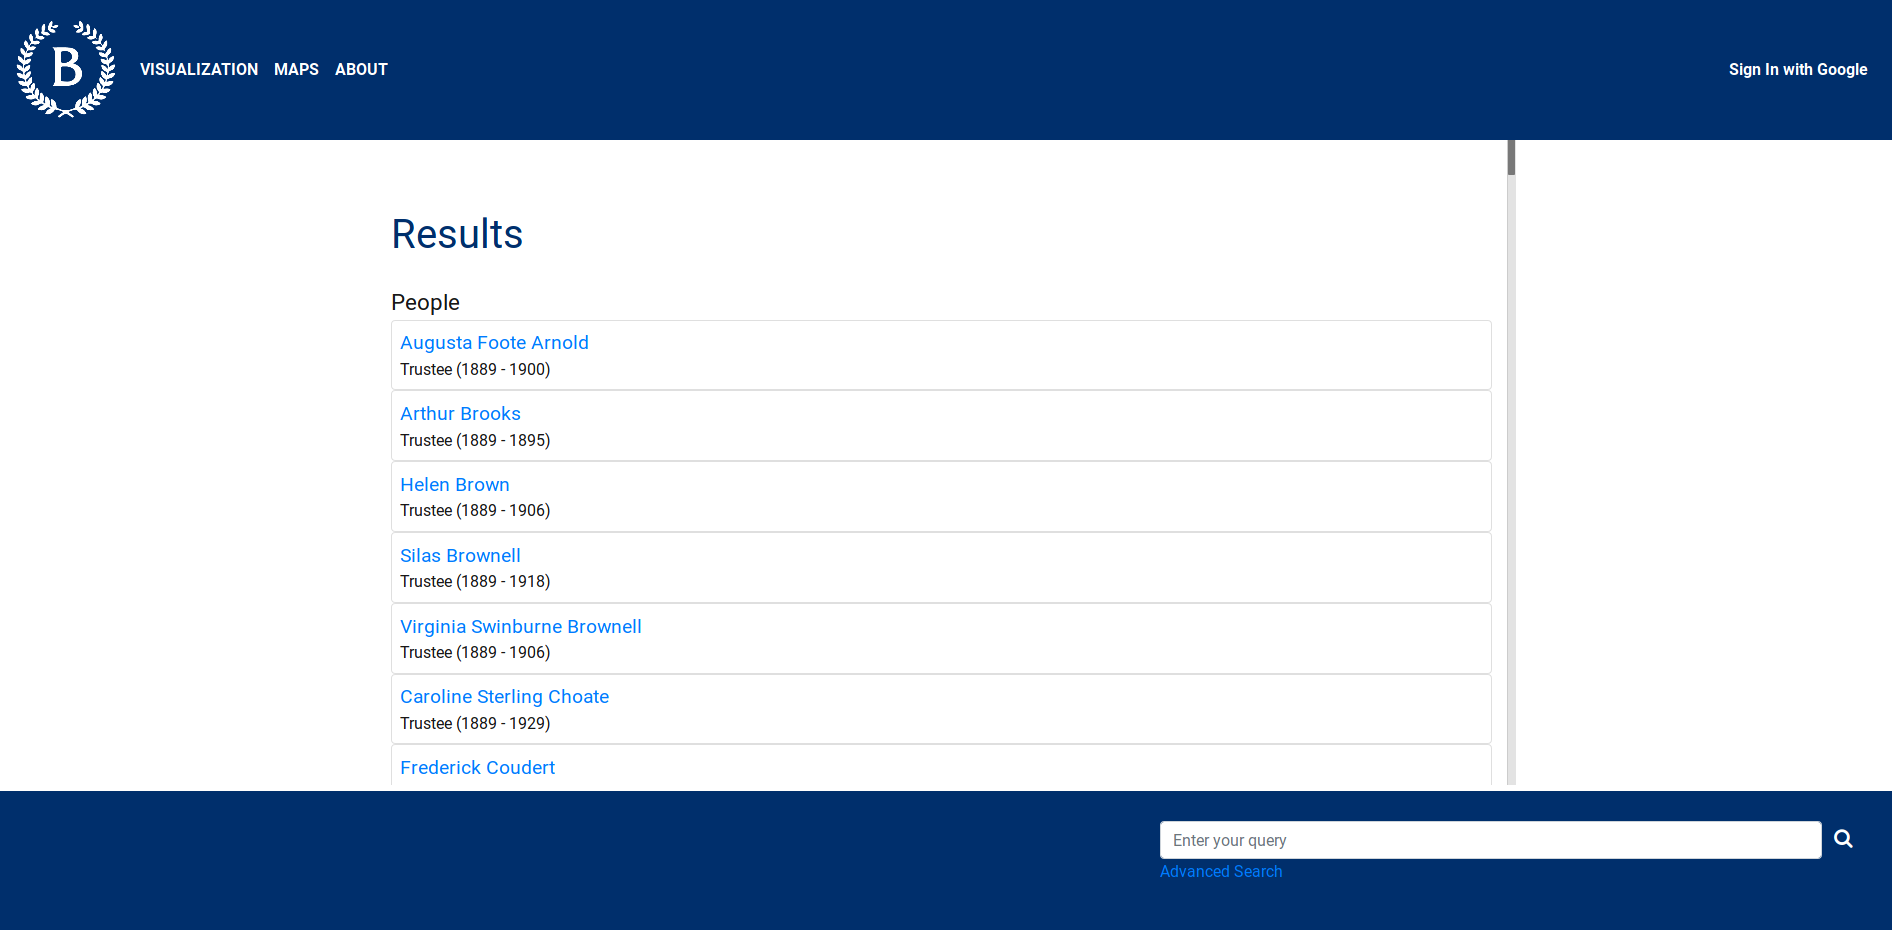 B
VISUALIZATION MAPS ABOUT
Sign In with Google
Results
People
Augusta Foote Arnold
Trustee (1889 - 1900)
Arthur Brooks
Trustee (1889 - 1895)
Helen Brown
Trustee (1889 - 1906)
Silas Brownell
Trustee (1889 - 1918)
Virginia Swinburne Brownell
Trustee (1889 - 1906)
Caroline Sterling Choate
Trustee (1889 - 1929)
Frederick Coudert
Enter your query
Advanced Search